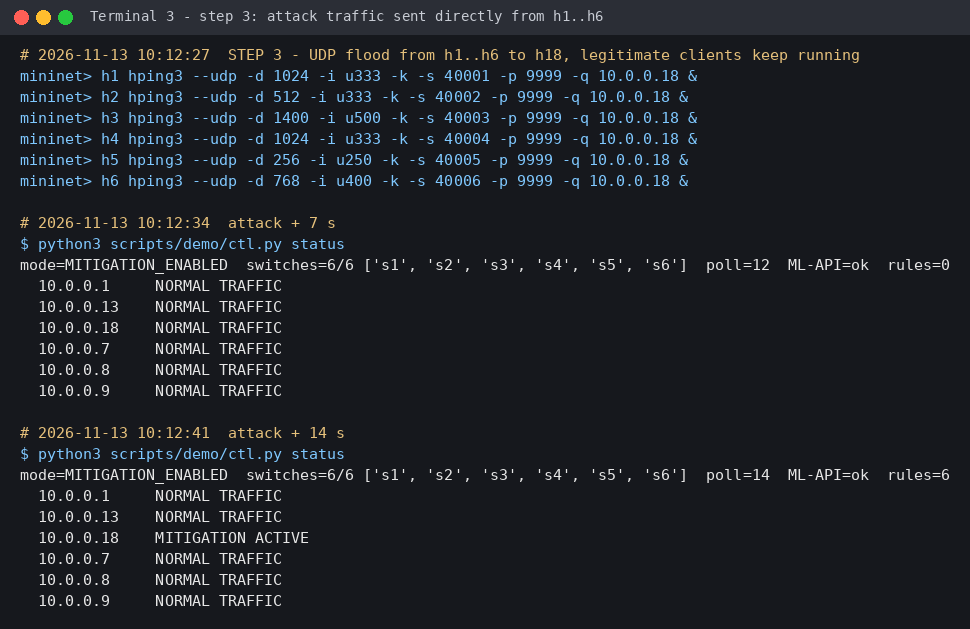 Terminal 3 - step 3: attack traffic sent directly from h1..h6
# 2026-11-13 10:12:27  STEP 3 - UDP flood from h1..h6 to h18, legitimate clients keep running
mininet> h1 hping3 --udp -d 1024 -i u333 -k -s 40001 -p 9999 -q 10.0.0.18 &
mininet> h2 hping3 --udp -d 512 -i u333 -k -s 40002 -p 9999 -q 10.0.0.18 &
mininet> h3 hping3 --udp -d 1400 -i u500 -k -s 40003 -p 9999 -q 10.0.0.18 &
mininet> h4 hping3 --udp -d 1024 -i u333 -k -s 40004 -p 9999 -q 10.0.0.18 &
mininet> h5 hping3 --udp -d 256 -i u250 -k -s 40005 -p 9999 -q 10.0.0.18 &
mininet> h6 hping3 --udp -d 768 -i u400 -k -s 40006 -p 9999 -q 10.0.0.18 &
# 2026-11-13 10:12:34  attack + 7 s
$ python3 scripts/demo/ctl.py status
mode=MITIGATION_ENABLED  switches=6/6 ['s1', 's2', 's3', 's4', 's5', 's6']  poll=12  ML-API=ok  rules=0
  10.0.0.1     NORMAL TRAFFIC
  10.0.0.13    NORMAL TRAFFIC
  10.0.0.18    NORMAL TRAFFIC
  10.0.0.7     NORMAL TRAFFIC
  10.0.0.8     NORMAL TRAFFIC
  10.0.0.9     NORMAL TRAFFIC
# 2026-11-13 10:12:41  attack + 14 s
$ python3 scripts/demo/ctl.py status
mode=MITIGATION_ENABLED  switches=6/6 ['s1', 's2', 's3', 's4', 's5', 's6']  poll=14  ML-API=ok  rules=6
  10.0.0.1     NORMAL TRAFFIC
  10.0.0.13    NORMAL TRAFFIC
  10.0.0.18    MITIGATION ACTIVE
  10.0.0.7     NORMAL TRAFFIC
  10.0.0.8     NORMAL TRAFFIC
  10.0.0.9     NORMAL TRAFFIC